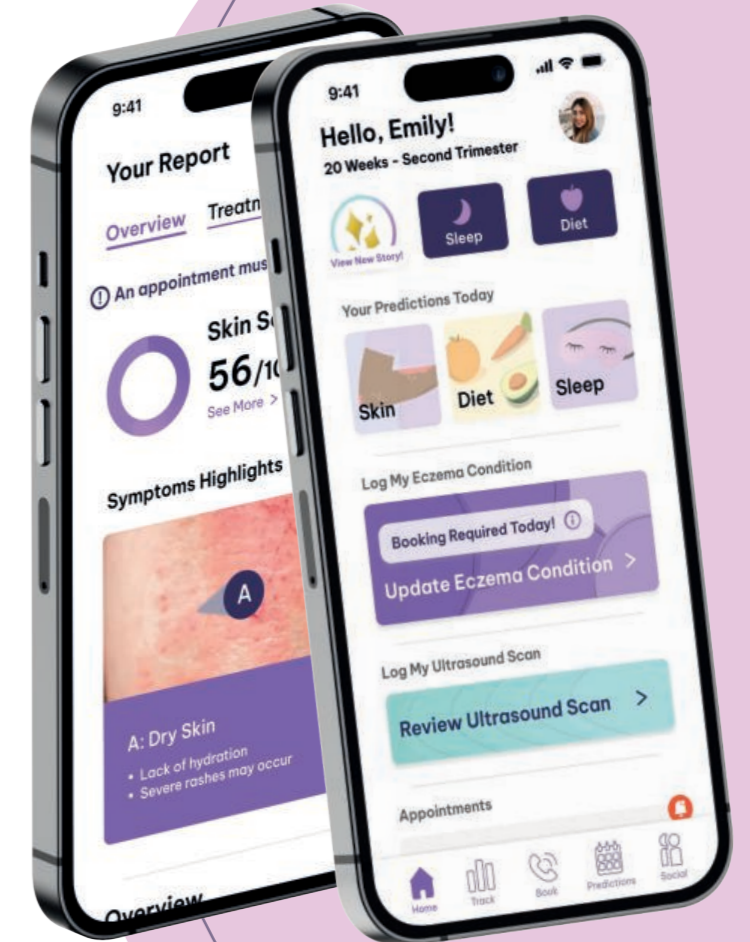 9:41
Your Report
Overview
An appointment
Skin
56
See More >
Symptoms Highlights
A
A: Dry Skin
• Lack of hydration
• Severe rashes may occur
Overview
9:41
Hello, Emily!
20 Weeks - Second Trimester
View New Story!
Sleep
Diet
Your Predictions Today
Skin
Diet
Sleep
Log My Eczema Condition
Booking Required Today!
Update Eczema Condition >
Log My Ultrasound Scan
Review Ultrasound Scan >
Appointments
Home
Track
Book
Predictions
Social